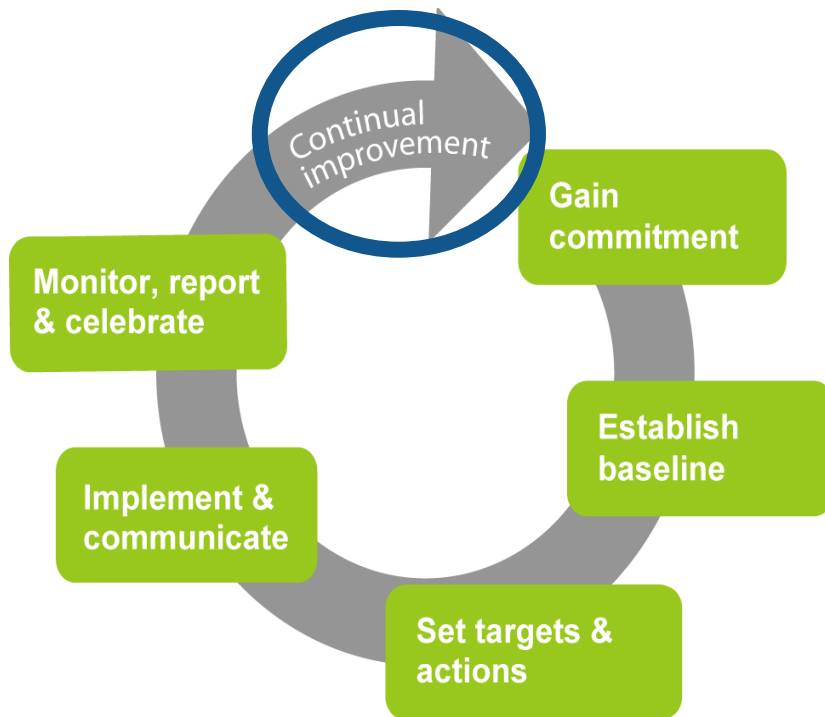 Continual
improvement
Gain
commitment
Establish
baseline
Set targets &
actions
Implement &
communicate
Monitor, report
& celebrate